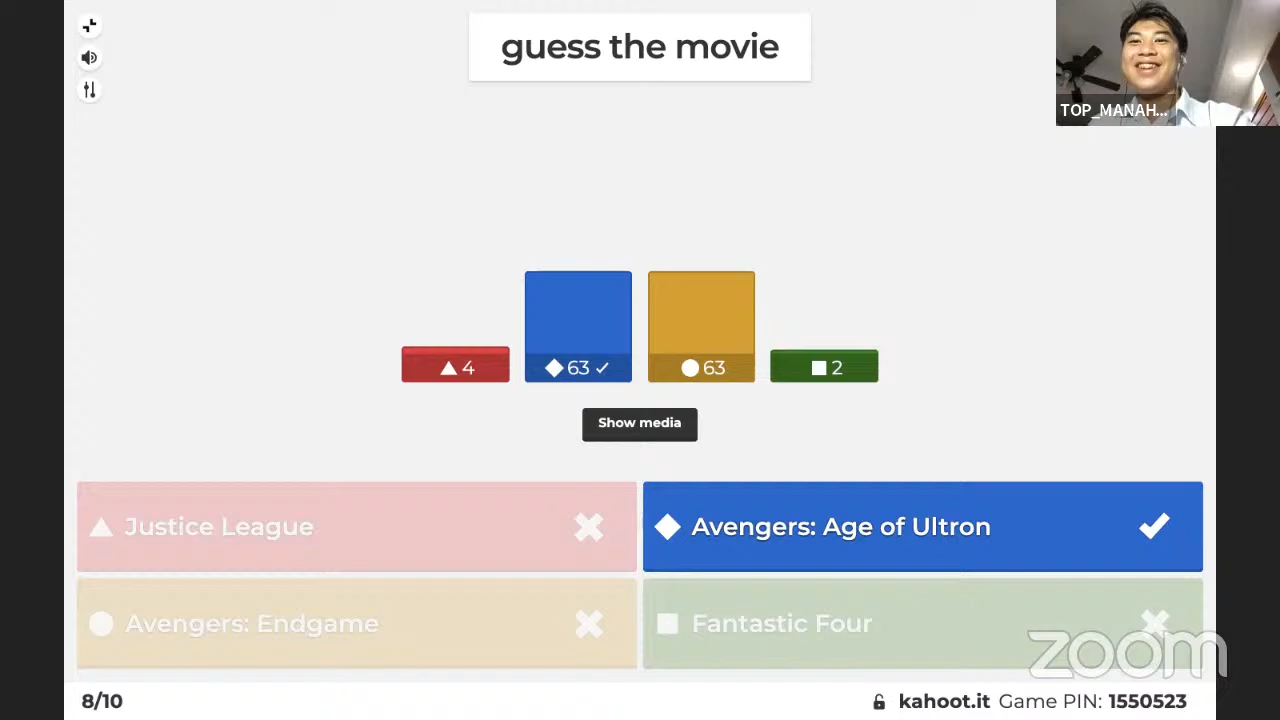 guess the movie
TOP_MANAH...
4
63
63
2
Show media
Justice League
Avengers: Age of Ultron
Avengers: Endgame
Fantastic Four
zoom
8/10
kahoot.it Game PIN: 1550523